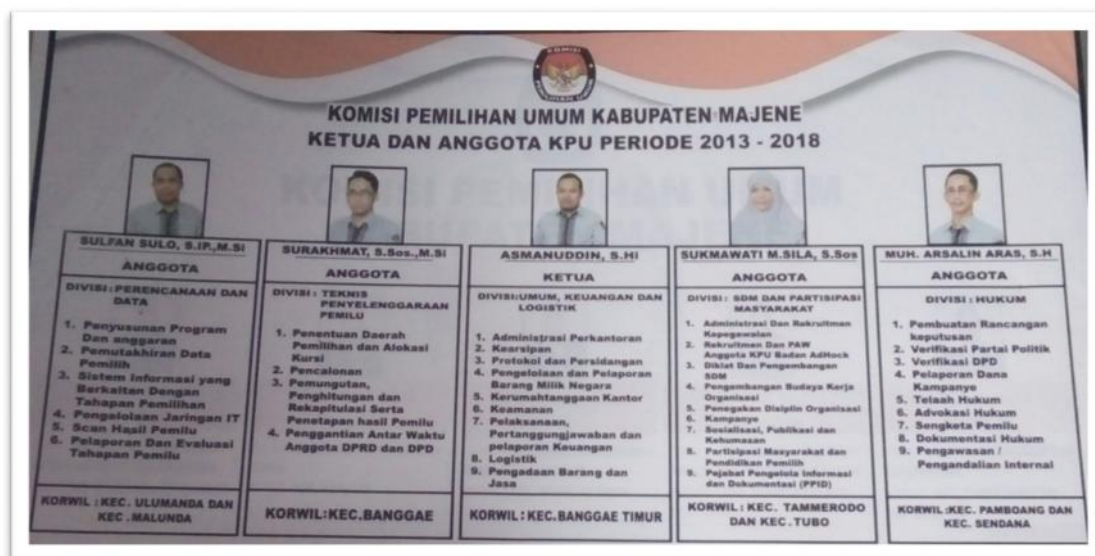 KOMISI
PEMILIHAN UMUM
KOMISI PEMILIHAN UMUM KABUPATEN MAJENE
KETUA DAN ANGGOTA KPU PERIODE 2013 - 2018
SULFAN SULO, S.IP.,M.SI
ANGGOTA
DIVISI:PERENCANAAN DAN
DATA
1. Penyusunan Program
Dan anggaran
2. Pemutakhiran Data
Pemilih
3. Sistem Informasi yang
Berkaitan Dengan
Tahapan Pemilihan
4. Pengelolaan Jaringan IT
5. Scan Hasil Pemilu
6. Pelaporan Dan Evaluasi
Tahapan Pemilu
KORWIL : KEC. ULUMANDA DAN
KEC .MALUNDA
SURAKHMAT, S.Sos.,M.Si
ANGGOTA
DIVISI : TEKNIS
PENYELENGGARAAN
PEMILU
1. Penentuan Daerah
Pemilihan dan Alokasi
Kursi
2. Pencalonan
3. Pemungutan,
Penghitungan dan
Rekapitulasi Serta
Penetapan hasil Pemilu
4. Penggantian Antar Waktu
Anggota DPRD dan DPD
KORWIL:KEC.BANGGAE
ASMANUDDIN, S.HI
KETUA
DIVISI:UMUM, KEUANGAN DAN
LOGISTIK
1. Administrasi Perkantoran
2. Kearsipan
3. Protokol dan Persidangan
4. Pengelolaan dan Pelaporan
Barang Milik Negara
5. Kerumahtanggaan Kantor
6. Keamanan
7. Pelaksanaan,
Pertanggungjawaban dan
pelaporan Keuangan
8. Logistik
9. Pengadaan Barang dan
Jasa
KORWIL : KEC.BANGGAE TIMUR
SUKMAWATI M.SILA, S.Sos
ANGGOTA
DIVISI : SDM DAN PARTISIPASI
MASYARAKAT
1. Administrasi Dan Rekruitmen
Kepegawaian
2. Rekruitmen Dan PAW
Anggota KPU Badan AdHock
3. Diklat Dan Pengembangan
SDM
4. Pengembangan Budaya Kerja
Organisasi
5. Penegakan Disiplin Organisasi
6. Kampanye
7. Sosialisasi, Publikasi dan
Kehumasan
8. Partisipasi Masyarakat dan
Pendidikan Pemilih
9. Pejabat Pengelola Informasi
dan Dokumentasi (PPID)
KORWIL : KEC. TAMMERODO
DAN KEC.TUBO
MUH. ARSALIN ARAS, S.H
ANGGOTA
DIVISI : HUKUM
1. Pembuatan Rancangan
keputusan
2. Verifikasi Partai Politik
3. Verifikasi DPD
4. Pelaporan Dana
Kampanye
5. Telaah Hukum
6. Advokasi Hukum
7. Sengketa Pemilu
8. Dokumentasi Hukum
9. Pengawasan /
Pengandalian Internal
KORWIL :KEC. PAMBOANG DAN
KEC. SENDANA